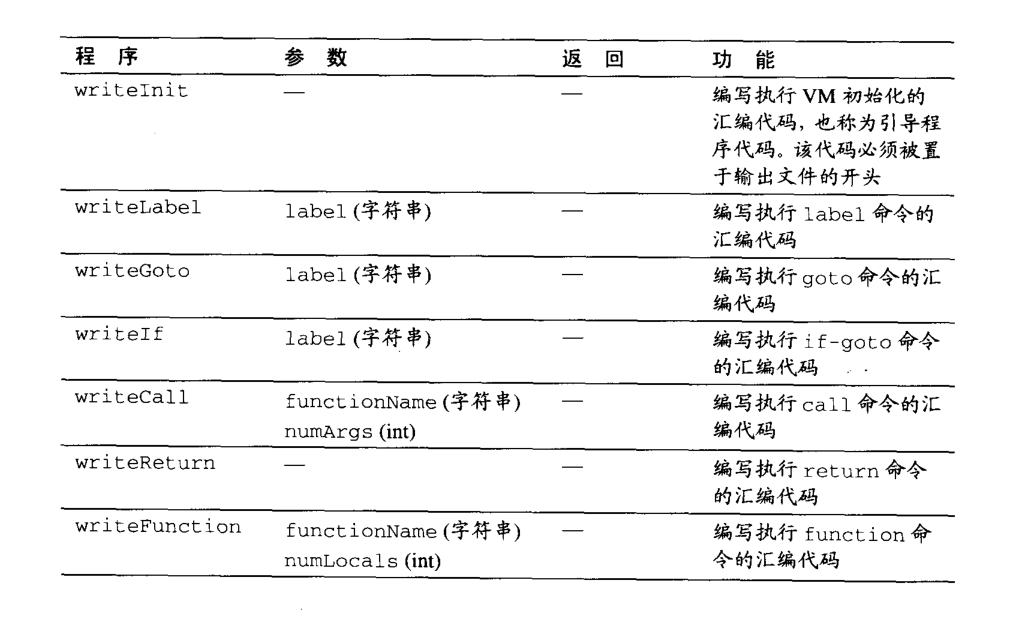 程 序 参 数 返 回 功 能
writeInit — — 编写执行 VM 初始化的
汇编代码, 也称为引导程
序代码。该代码必须被置
于输出文件的开头
writeLabel label (字符串) — 编写执行 label 命令的
汇编代码
writeGoto label (字符串) — 编写执行 goto 命令的汇
编代码
writeIf label (字符串) — 编写执行 if-goto 命令
的汇编代码
writeCall functionName (字符串) — 编写执行 call 命令的汇
numArgs (int) 编代码
writeReturn — — 编写执行 return 命令
的汇编代码
writeFunction functionName (字符串) — 编写执行 function 命
numLocals (int) 令的汇编代码